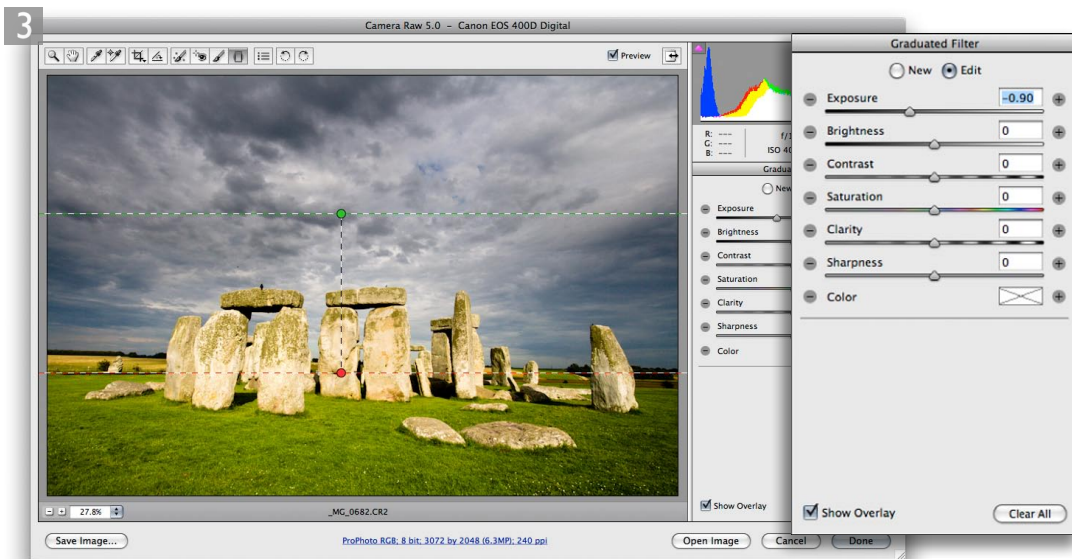 3
Camera Raw 5.0 – Canon EOS 400D Digital
Preview
R: ---
G: ---
B: ---
f/1
ISO 40
Gradua
New
Exposure
Brightness
Contrast
Saturation
Clarity
Sharpness
Color
Show Overlay
27.8%
_MG_0682.CR2
Save Image...
ProPhoto RGB; 8 bit; 3072 by 2048 (6.3MP); 240 ppi
Open Image
Cancel
Done
Graduated Filter
New Edit
Exposure -0.90
Brightness 0
Contrast 0
Saturation 0
Clarity 0
Sharpness 0
Color
Show Overlay
Clear All